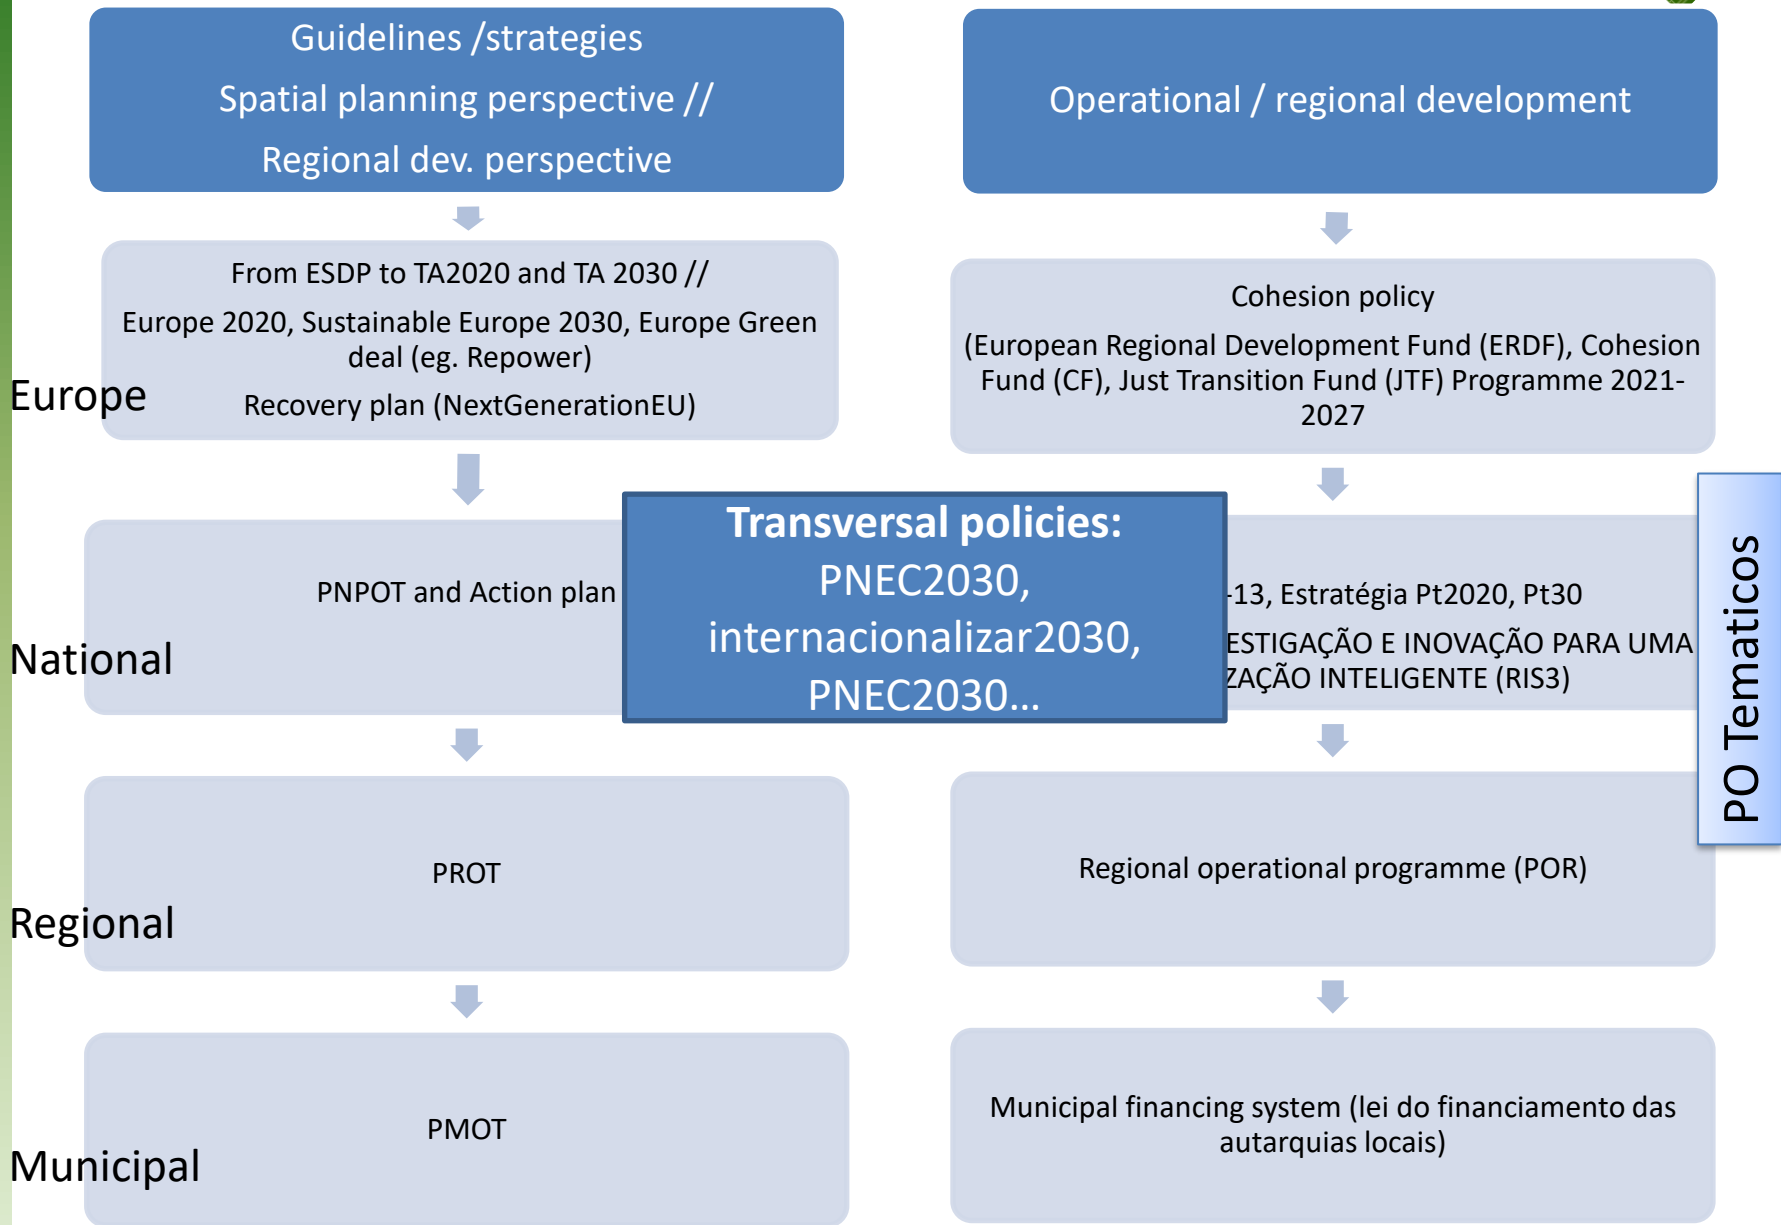 Guidelines /strategies
Spatial planning perspective //
Regional dev. perspective
Operational / regional development
Europe
From ESDP to TA2020 and TA 2030 //
Europe 2020, Sustainable Europe 2030, Europe Green
deal (eg. Repower)
Recovery plan (NextGenerationEU)
Cohesion policy
(European Regional Development Fund (ERDF), Cohesion
Fund (CF), Just Transition Fund (JTF) Programme 2021-
2027
National
PNPOT and Action plan
Transversal policies:
PNEC2030,
internacionalizar2030,
PNEC2030...
-13, Estratégia Pt2020, Pt30
ESTIGAÇÃO E INOVAÇÃO PARA UMA
ZAÇÃO INTELIGENTE (RIS3)
PO Tematicos
Regional
PROT
Regional operational programme (POR)
Municipal
PMOT
Municipal financing system (lei do financiamento das
autarquias locais)